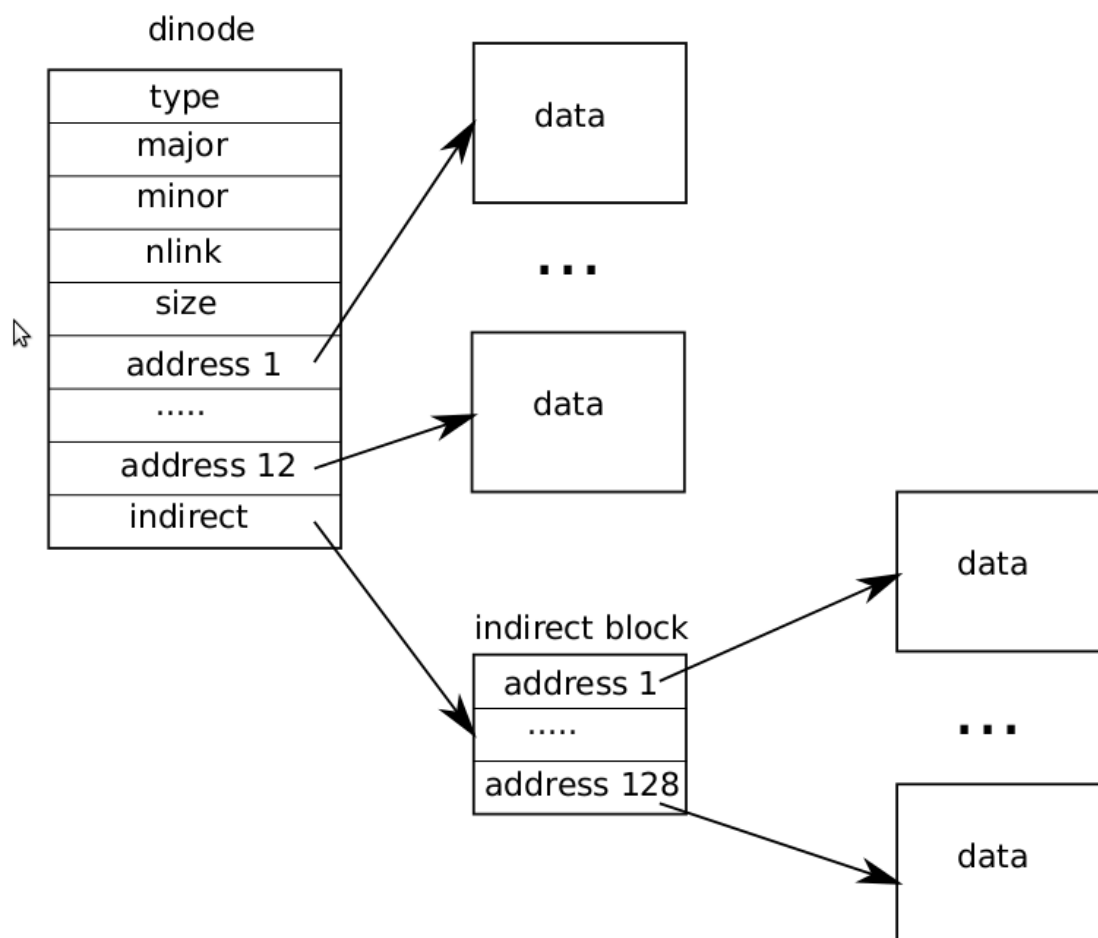 dinode
type
major
minor
nlink
size
address 1
.....
address 12
indirect
data
...
data
indirect block
address 1
.....
address 128
data
...
data